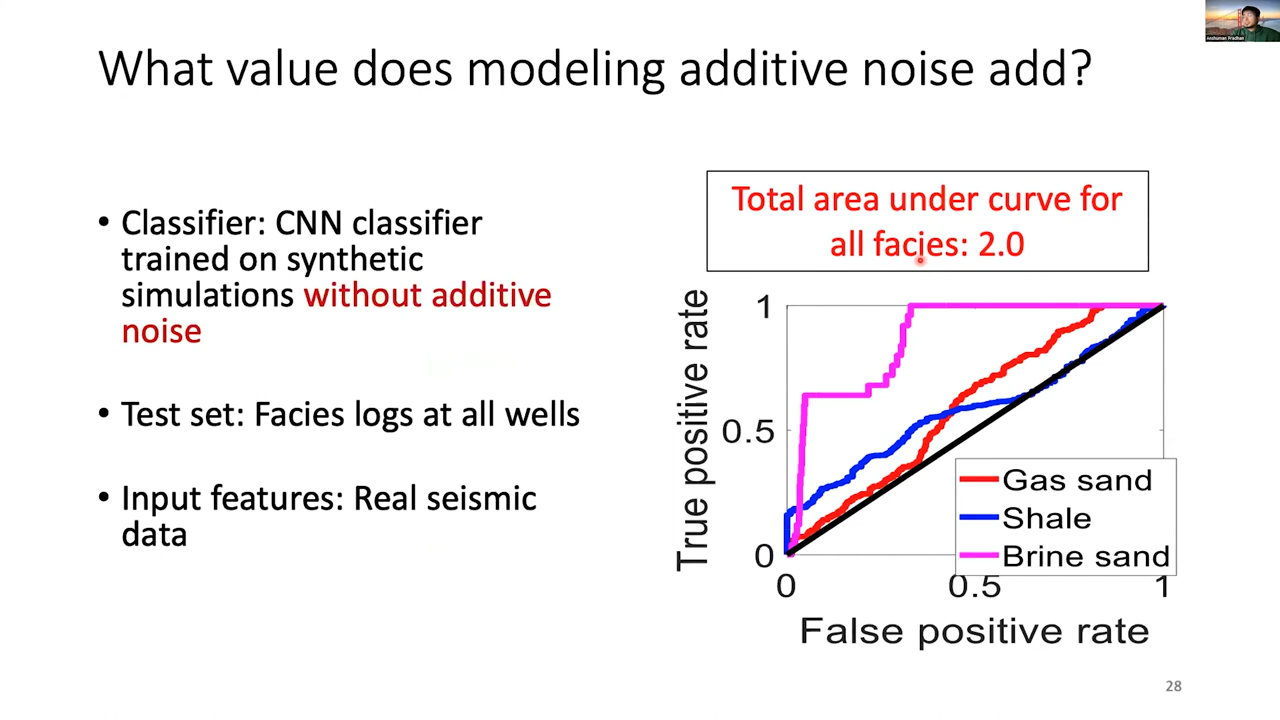 Anshuman Pradhan
What value does modeling additive noise add?
• Classifier: CNN classifier
trained on synthetic
simulations without additive
noise
• Test set: Facies logs at all wells
• Input features: Real seismic
data
Total area under curve for
all facies: 2.0
True positive rate
1
0.5
0
0
0.5
1
Gas sand
Shale
Brine sand
False positive rate
28